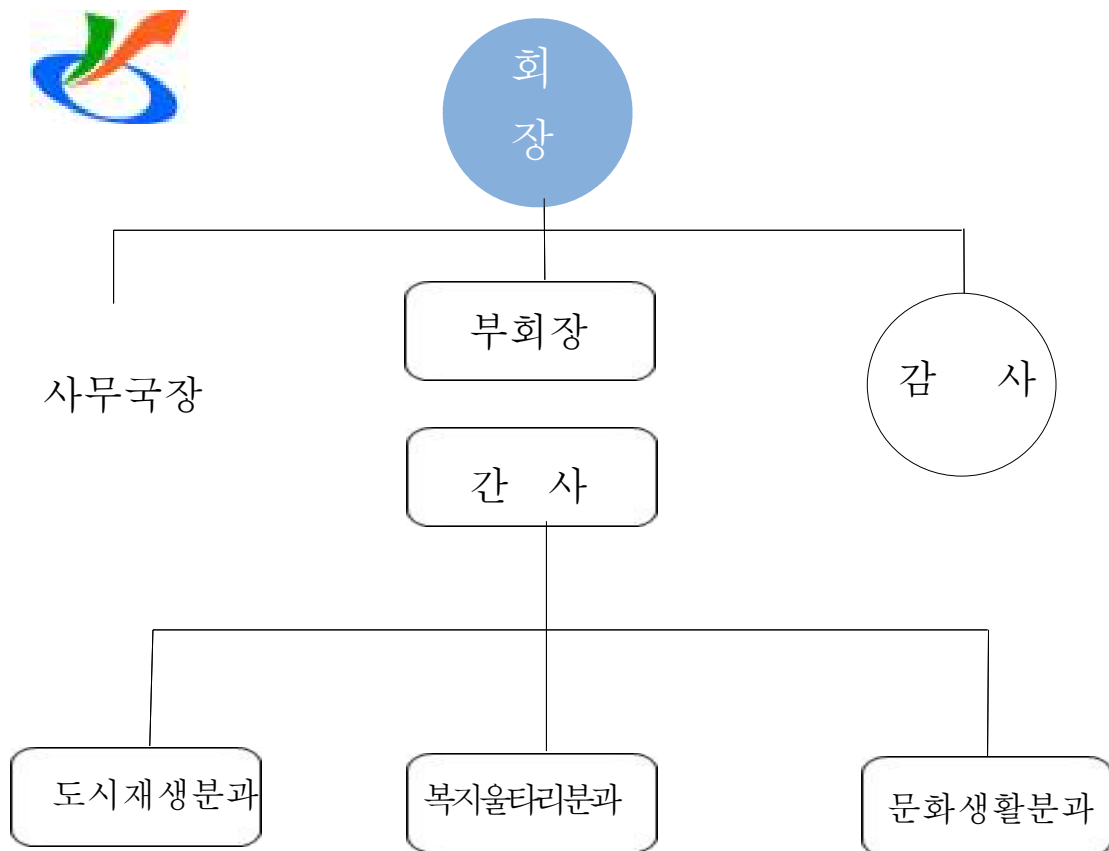 회
장
부회장
사무국장
감 사
간 사
도시재생분과
복지울타리분과
문화생활분과